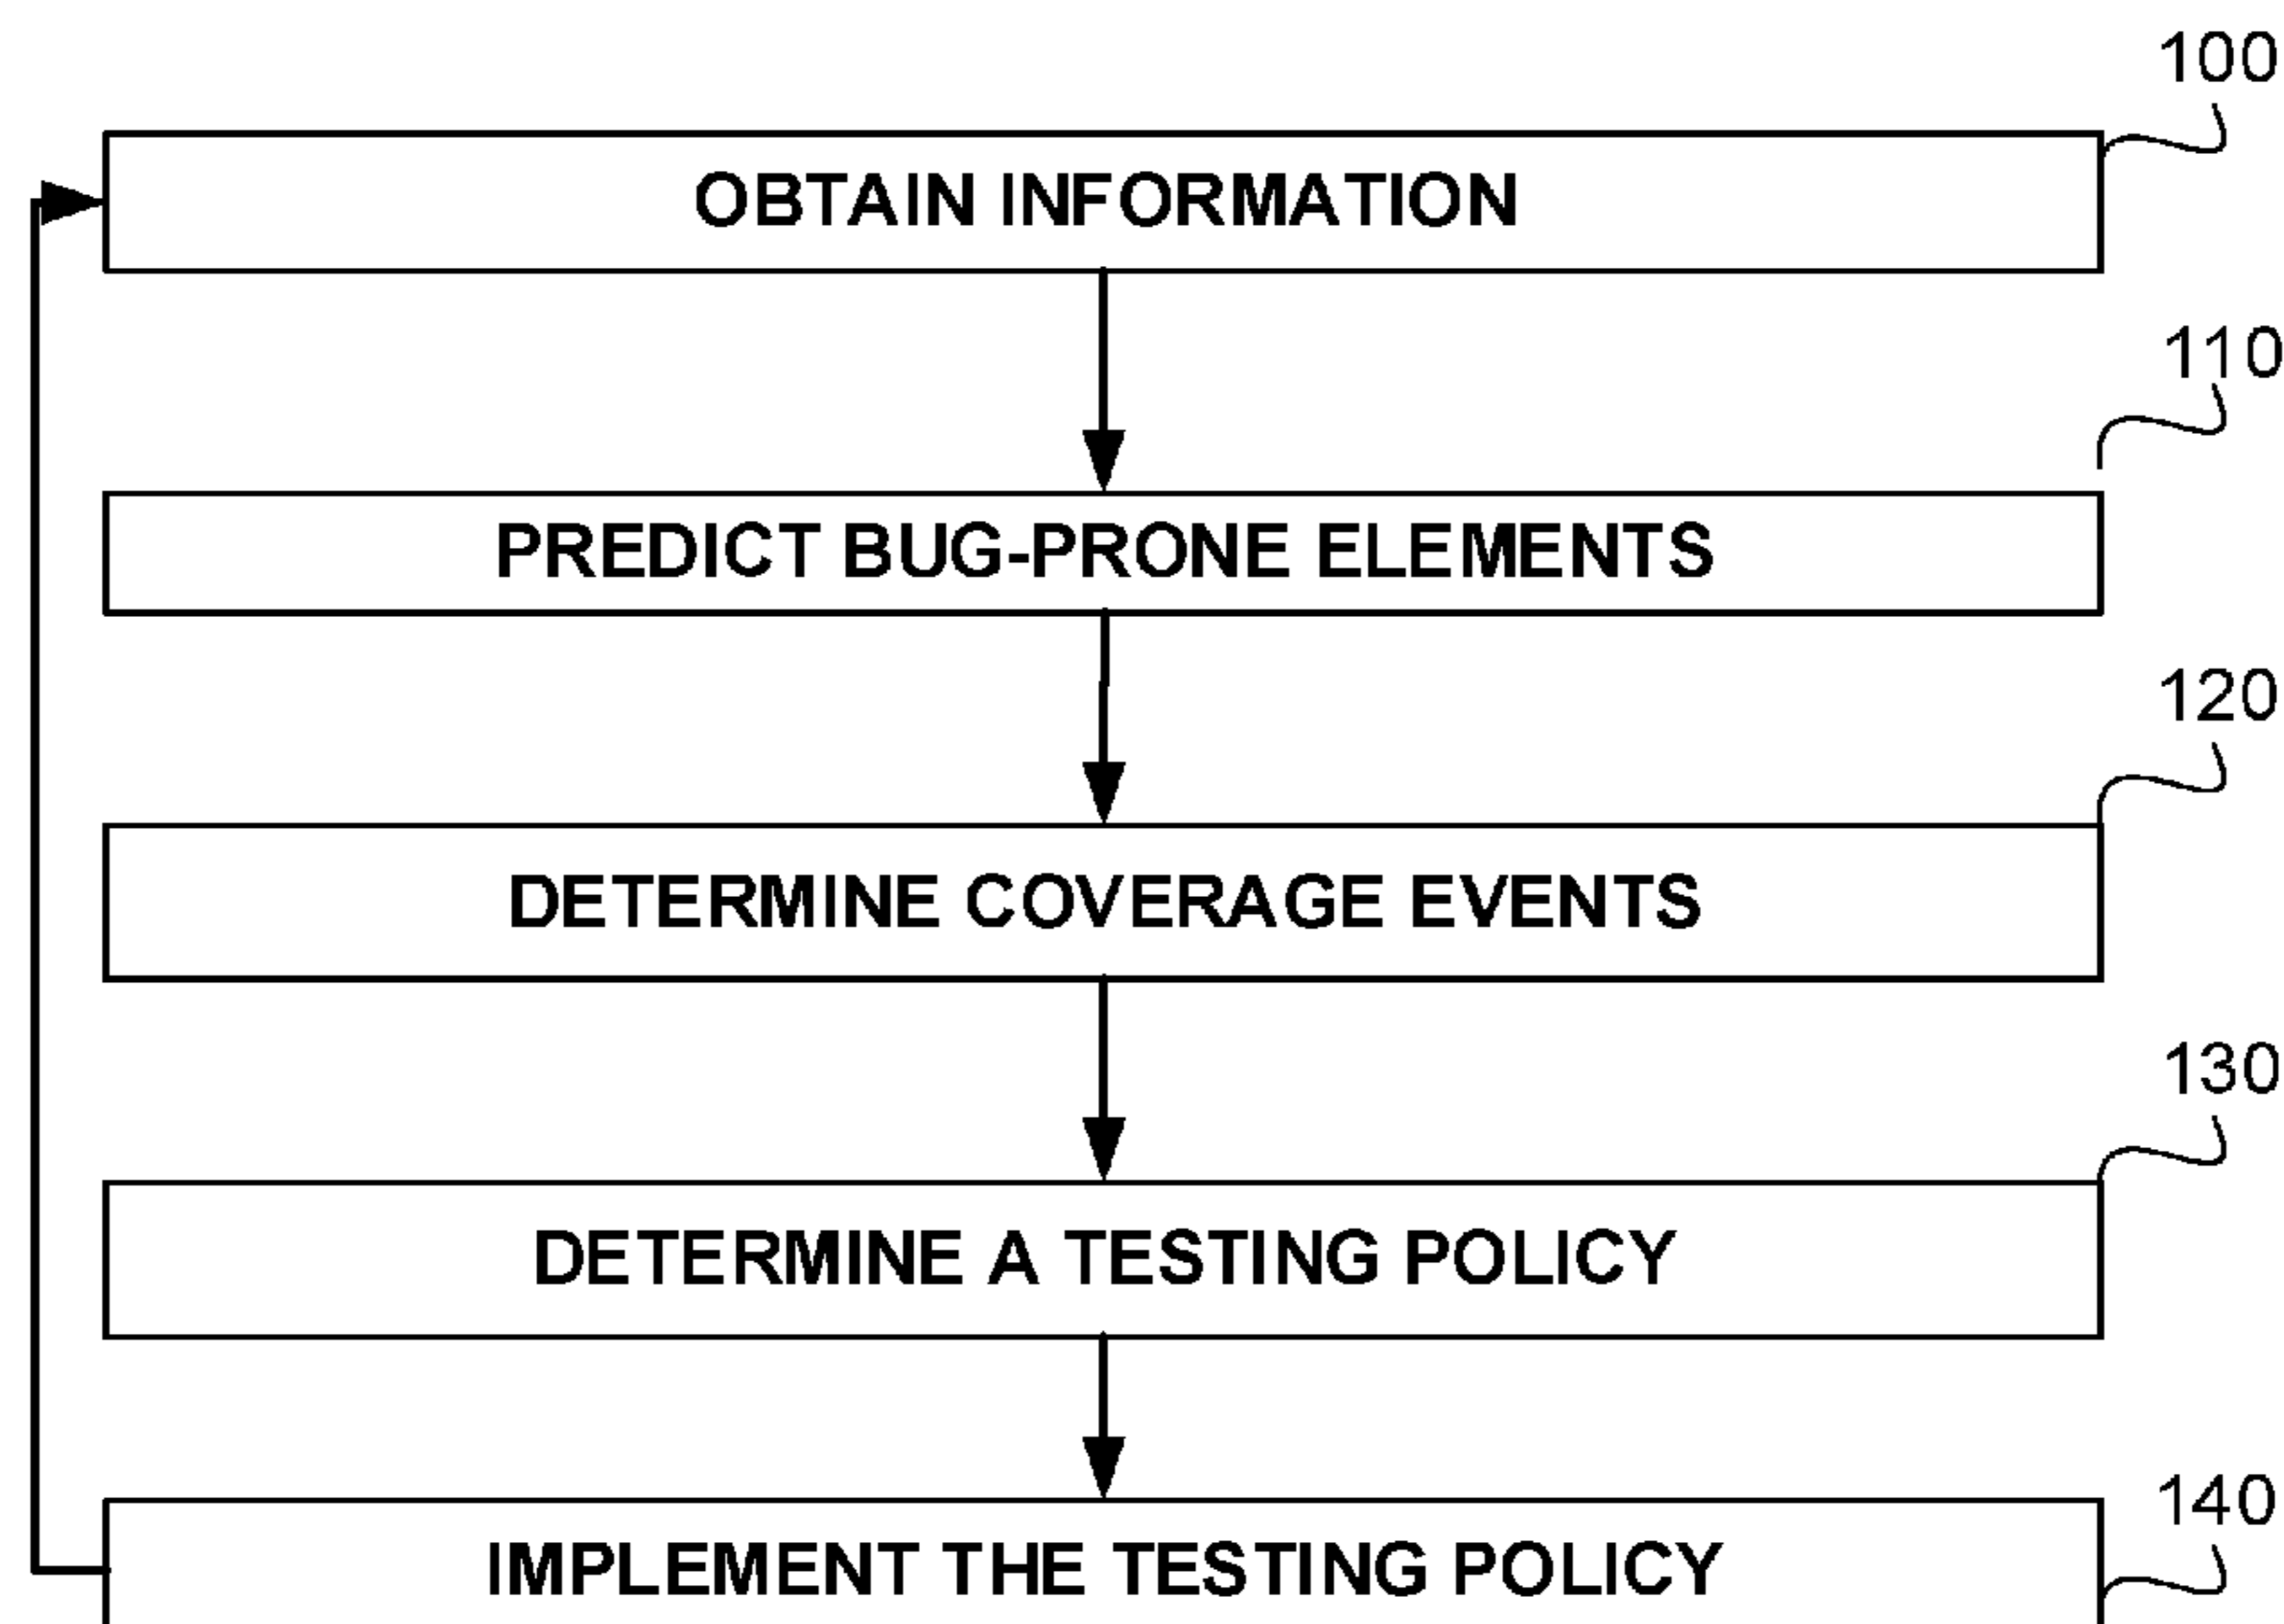 100
OBTAIN INFORMATION
110
PREDICT BUG-PRONE ELEMENTS
120
DETERMINE COVERAGE EVENTS
130
DETERMINE A TESTING POLICY
140
IMPLEMENT THE TESTING POLICY